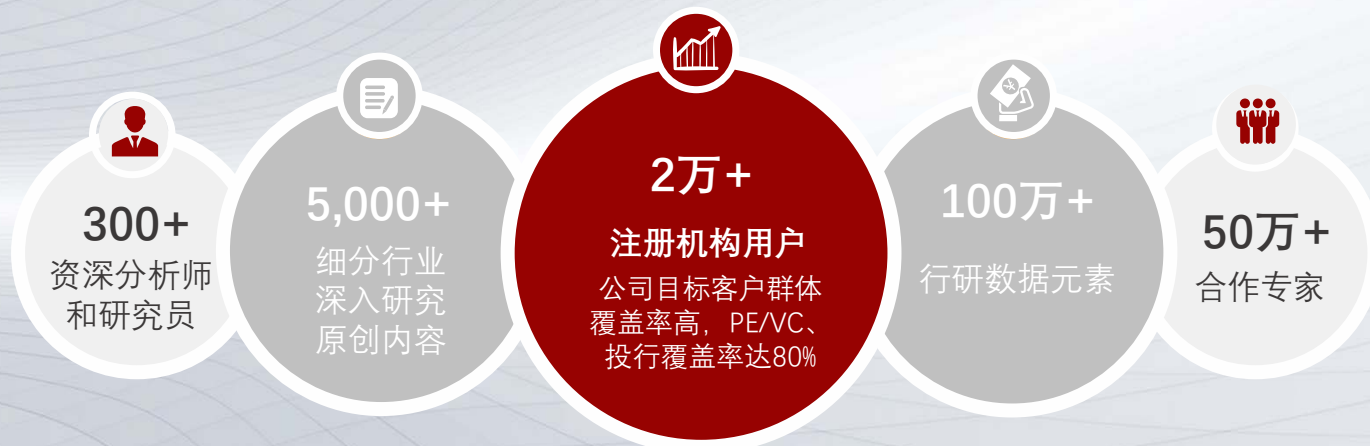 300+
资深分析师
和研究员
5,000+
细分行业
深入研究
原创内容
2万+
注册机构用户
公司目标客户群体
覆盖率高，PE/VC、
投行覆盖率达80%
100万+
行研数据元素
50万+
合作专家